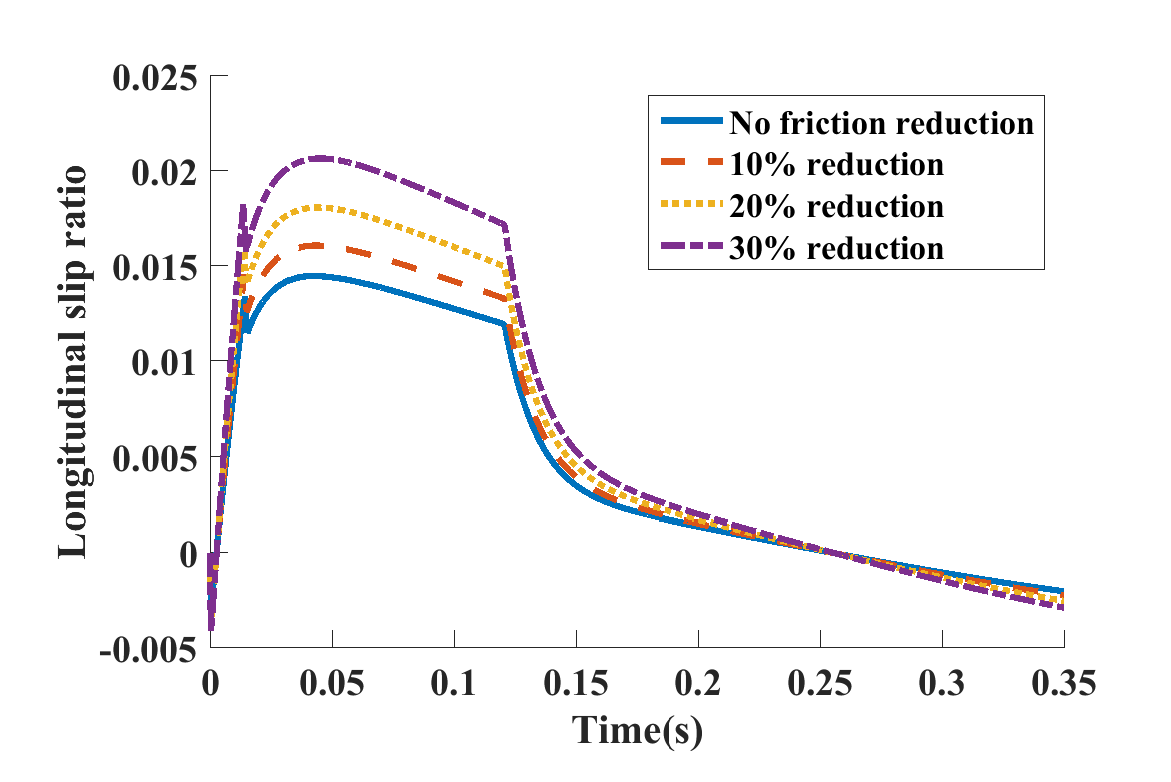 0.025
0.02
0.015
0.01
0.005
0
-0.005
Longitudinal slip ratio
No friction reduction
10% reduction
20% reduction
30% reduction
0 0.05 0.1 0.15 0.2 0.25 0.3 0.35
Time(s)